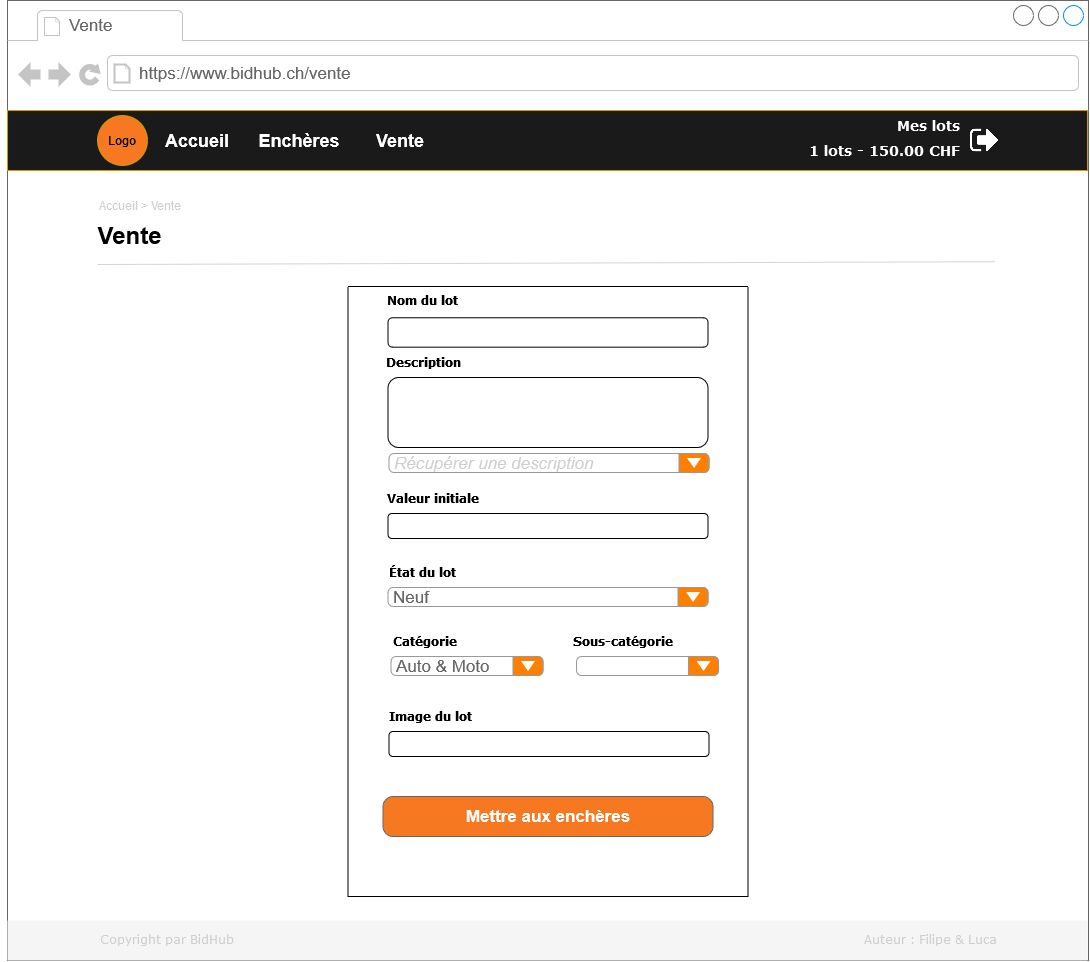 Vente
https://www.bidhub.ch/vente
Logo
Accueil
Enchères
Vente
Mes lots
1 lots - 150.00 CHF
Accueil > Vente
Vente
Nom du lot
Description
Récupérer une description
Valeur initiale
État du lot
Neuf
Catégorie
Sous-catégorie
Auto & Moto
Image du lot
Mettre aux enchères
Copyright par BidHub
Auteur : Filipe & Luca